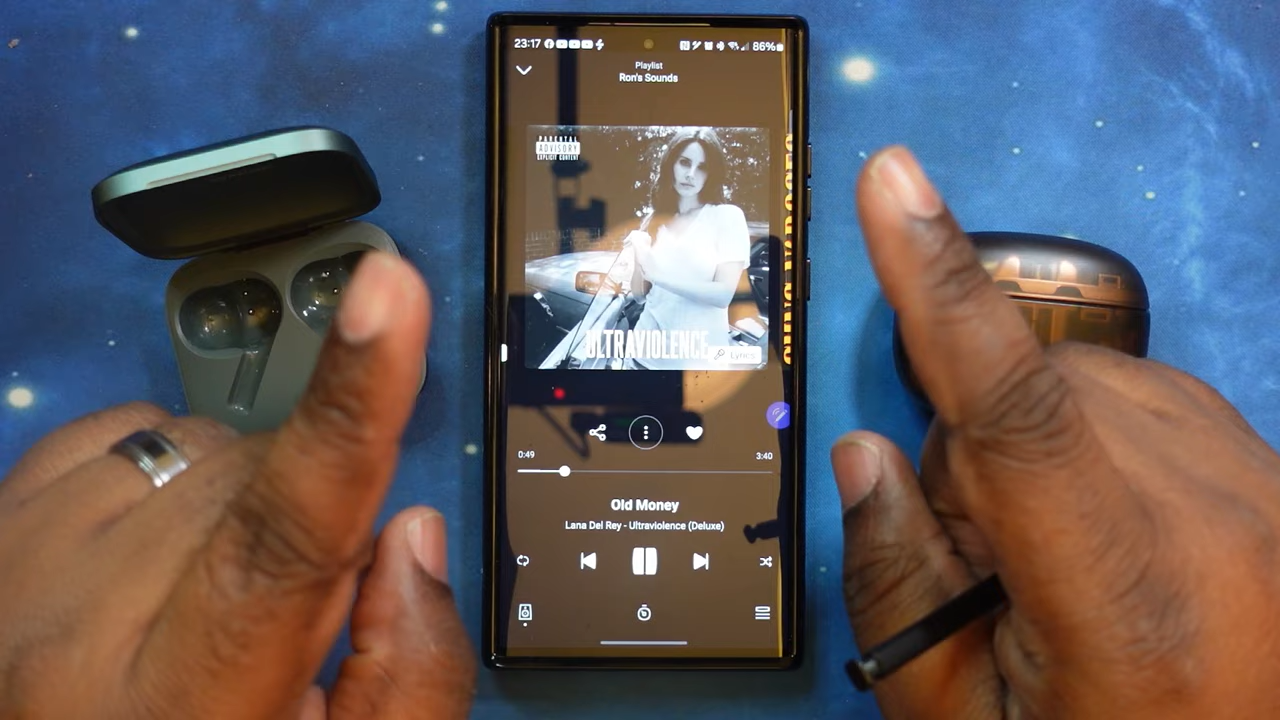 23:17
86%
Playlist
Ron's Sounds
PARENTAL
ADVISORY
EXPLICIT CONTENT
ULTRAVIOLENCE
Lyrics
0:49
3:40
Old Money
Lana Del Rey - Ultraviolence (Deluxe)